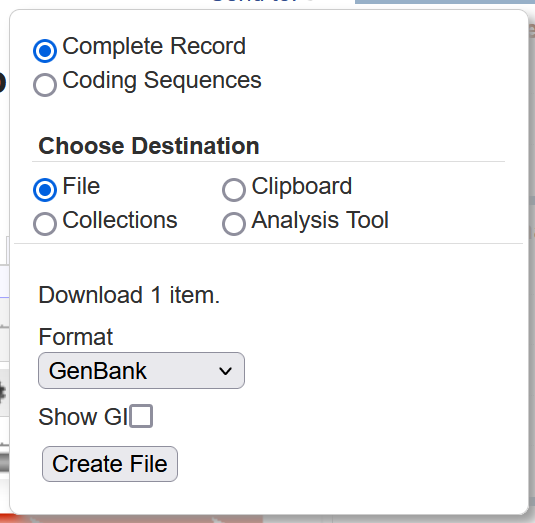 Complete Record
Coding Sequences
Choose Destination
File Clipboard
Collections Analysis Tool
Download 1 item.
Format
GenBank
Show GI
Create File